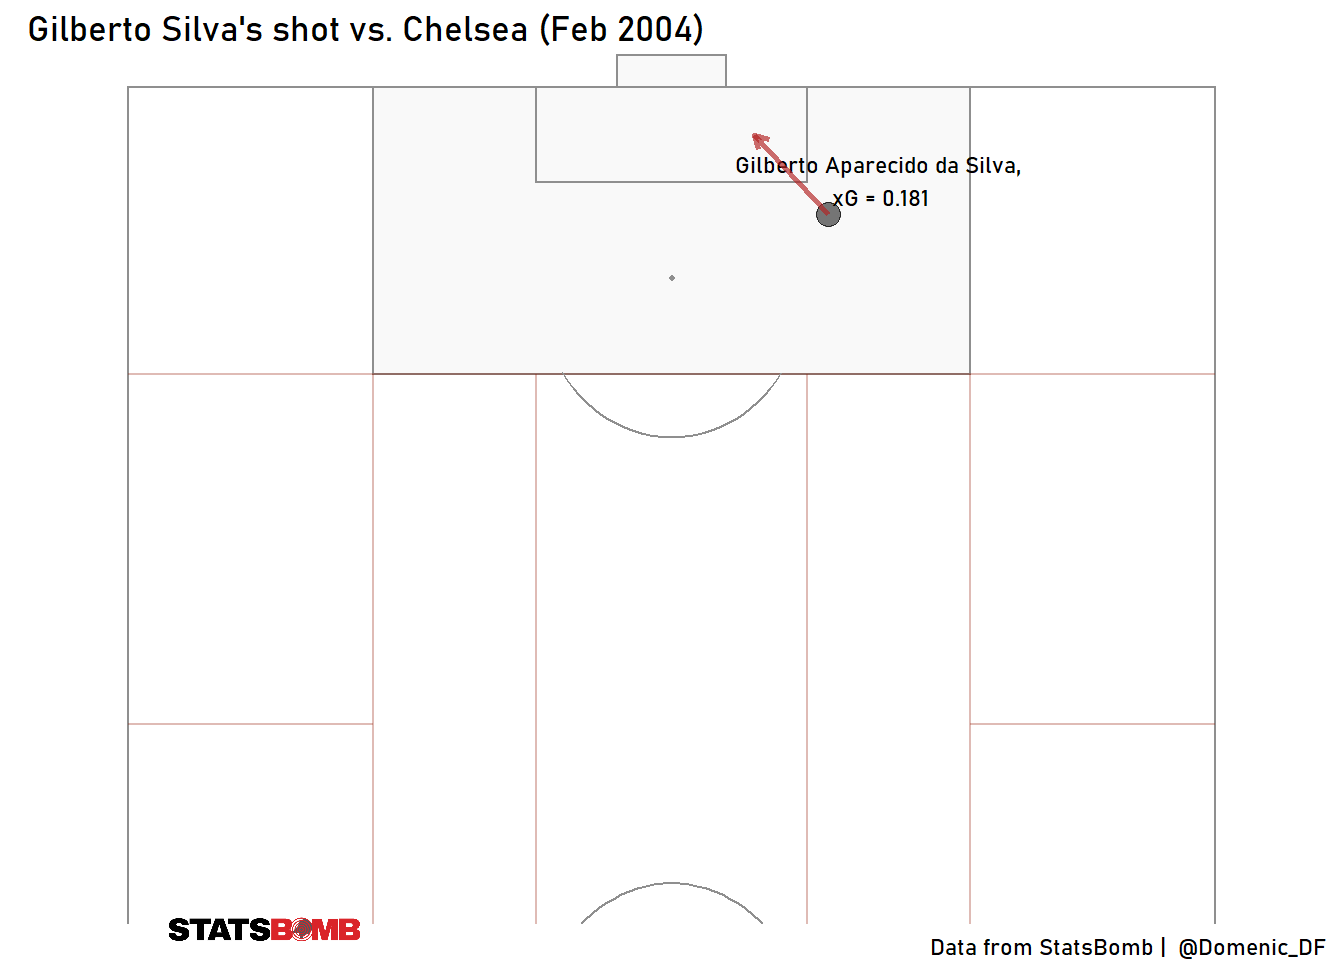 Gilberto Silva's shot vs. Chelsea (Feb 2004)
Gilberto Aparecido da Silva,
xG = 0.181
STATSBOMB
Data from StatsBomb | @Domenic_DF